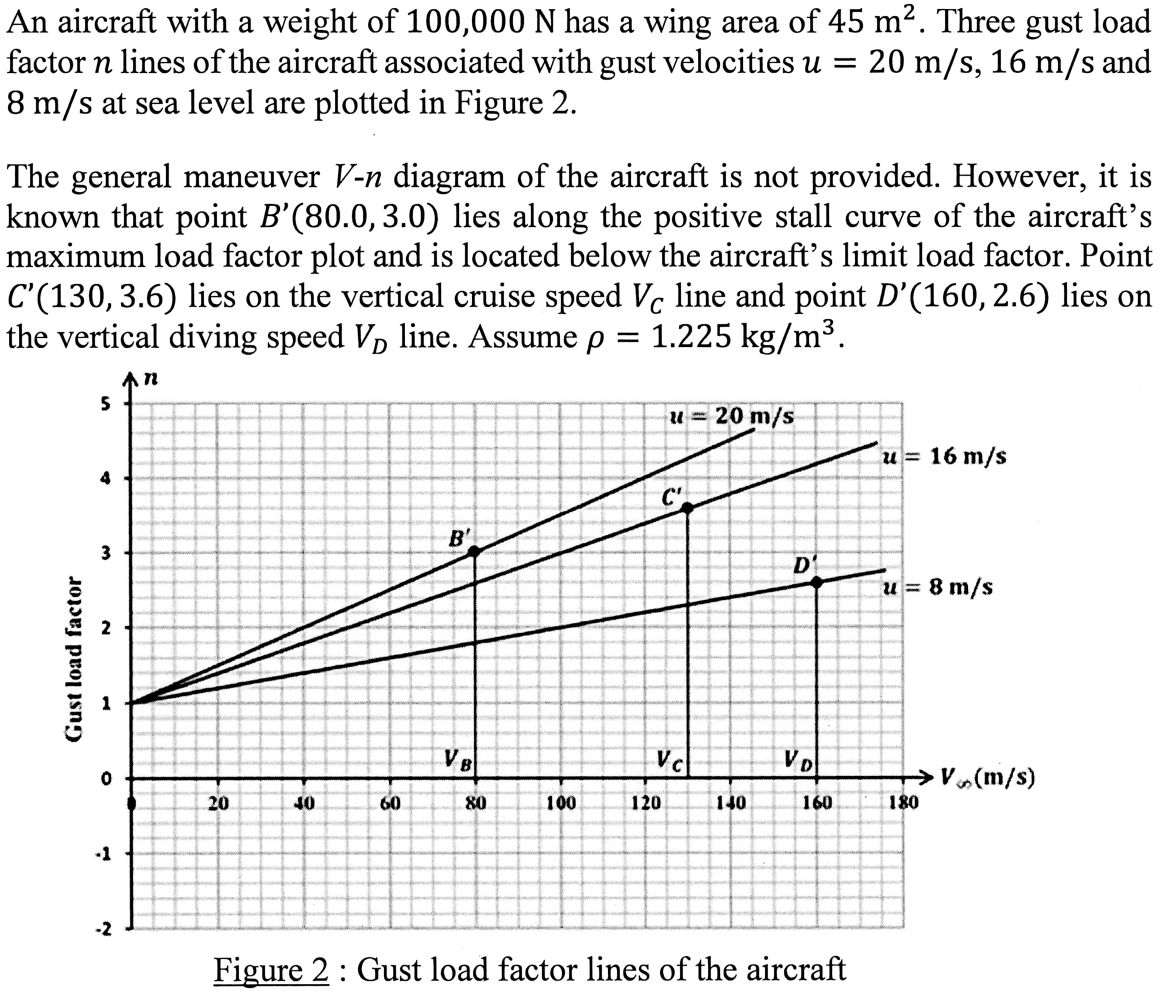 An aircraft with a weight of 100,000 N has a wing area of 45 m². Three gust load
factor n lines of the aircraft associated with gust velocities u = 20 m/s, 16 m/s and
8 m/s at sea level are plotted in Figure 2.
The general maneuver V-n diagram of the aircraft is not provided. However, it is
known that point B’(80.0, 3.0) lies along the positive stall curve of the aircraft’s
maximum load factor plot and is located below the aircraft’s limit load factor. Point
C’(130, 3.6) lies on the vertical cruise speed V_C line and point D’(160, 2.6) lies on
the vertical diving speed V_D line. Assume ρ = 1.225 kg/m³.
n
5
u = 20 m/s
u = 16 m/s
4
C'
B'
3
D'
u = 8 m/s
2
1
Gust load factor
V_B
V_C
V_D
0
V∞(m/s)
0 20 40 60 80 100 120 140 160 180
-1
-2
Figure 2 : Gust load factor lines of the aircraft